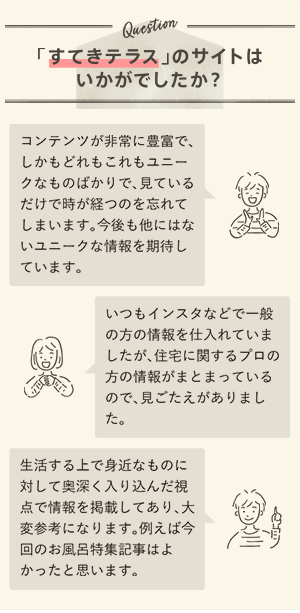 Question
「すてきテラス」のサイトは
いかがでしたか？
コンテンツが非常に豊富で、
しかもどれもこれもユニー
クなものばかりで、見ている
だけで時が経つのを忘れて
しまいます。今後も他にはな
いユニークな情報を期待し
ています。
いつもインスタなどで一般
の方の情報を仕入れていま
したが、住宅に関するプロの
方の情報がまとまっている
ので、見ごたえがありまし
た。
生活する上で身近なものに
対して奥深く入り込んだ視
点で情報を掲載してあり、大
変参考になります。例えば今
回のお風呂特集記事はよ
かったと思います。